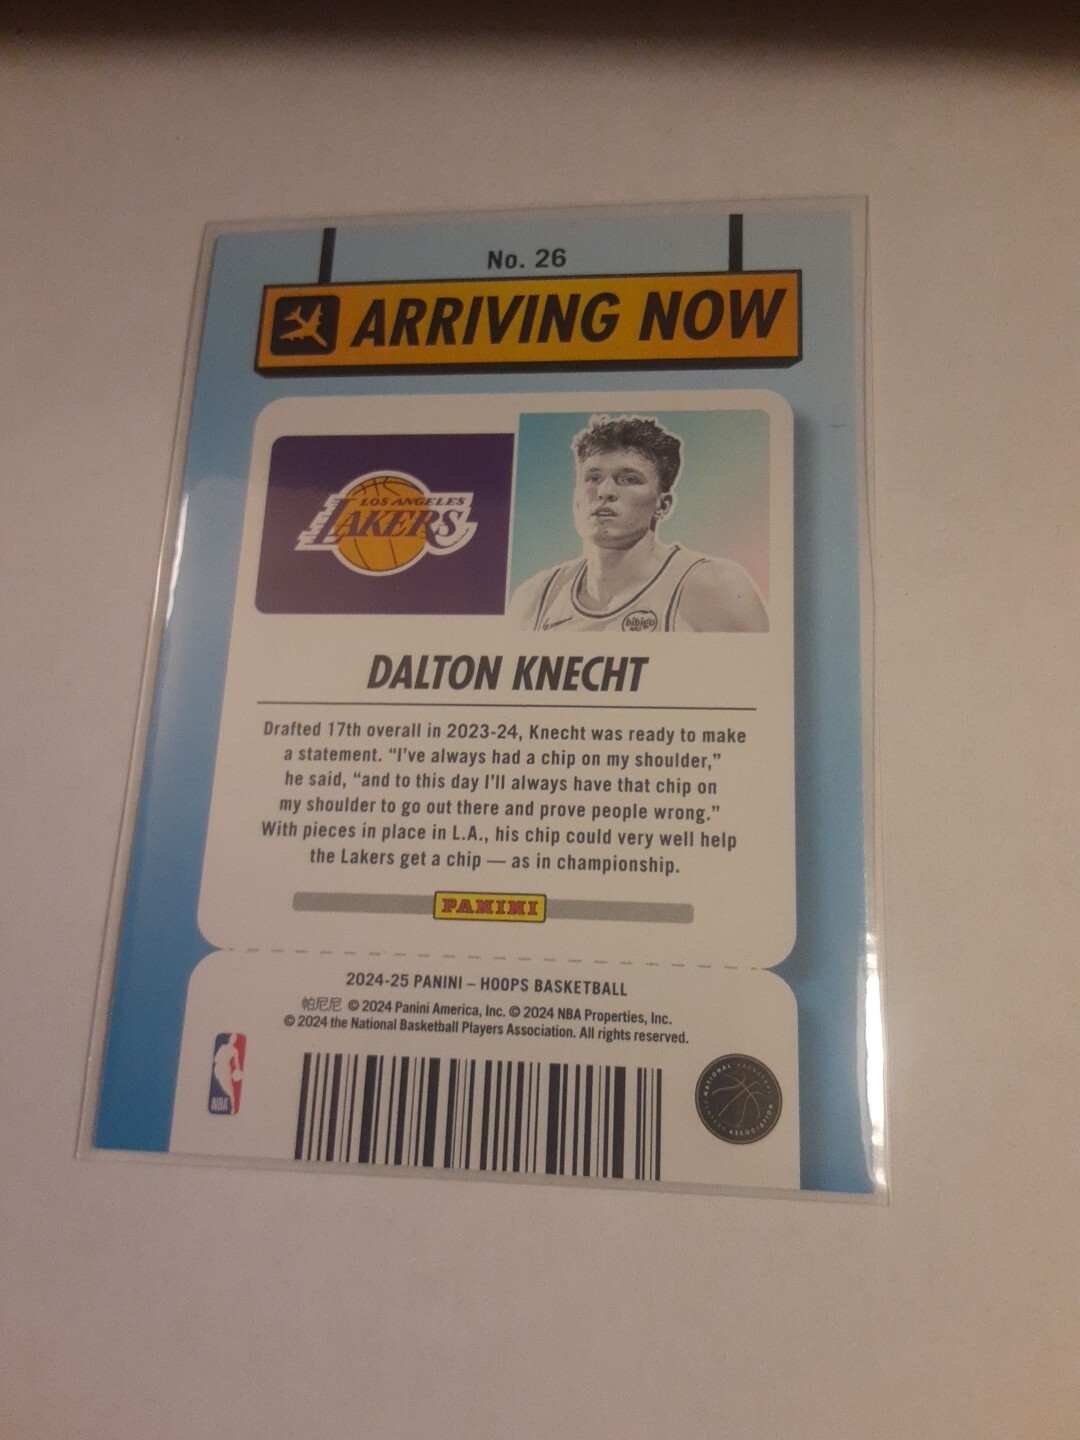 No. 26
ARRIVING NOW
LOS ANGELES
LAKERS
bibigo
DALTON KNECHT
Drafted 17th overall in 2023-24, Knecht was ready to make
a statement. “I’ve always had a chip on my shoulder,”
he said, “and to this day I’ll always have that chip on
my shoulder to go out there and prove people wrong.”
With pieces in place in L.A., his chip could very well help
the Lakers get a chip — as in championship.
PANINI
2024-25 PANINI – HOOPS BASKETBALL
帕尼尼 © 2024 Panini America, Inc. © 2024 NBA Properties, Inc.
© 2024 the National Basketball Players Association. All rights reserved.
NBA
NATIONAL BASKETBALL
PLAYERS ASSOCIATION